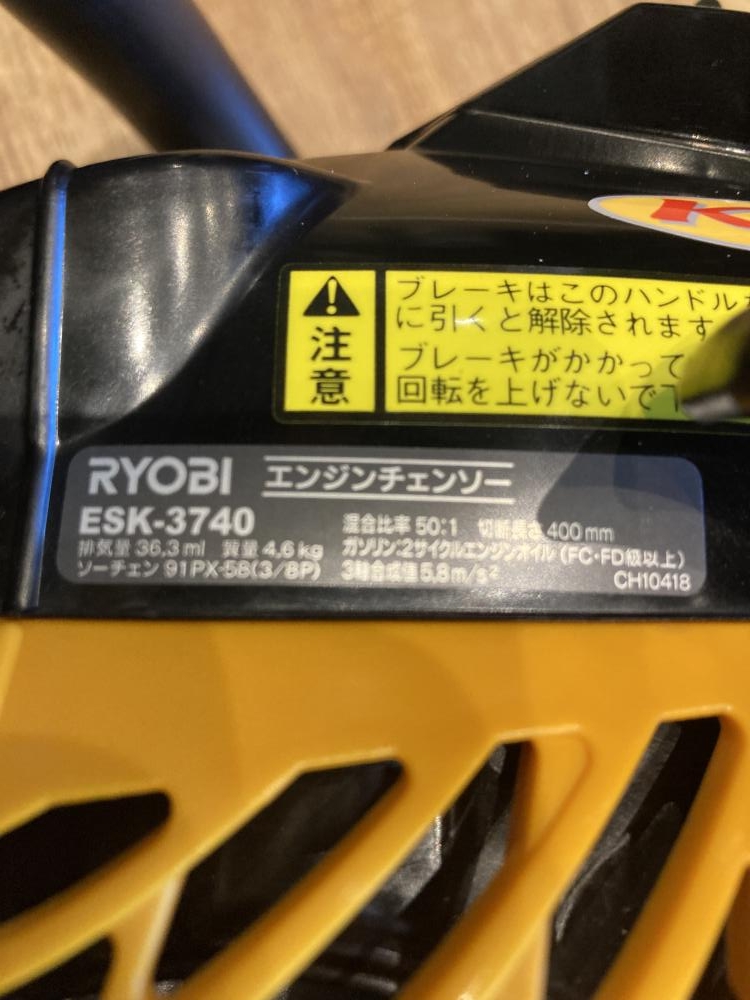 K
注意
ブレーキはこのハンドル
に引くと解除されます
ブレーキがかかって
回転を上げないで
RYOBI エンジンチェンソー
ESK-3740
混合比率 50:1 切断長さ 400mm
排気量 36.3ml 質量 4.6kg
ガソリン:2サイクルエンジンオイル (FC・FD級以上)
ソーチェン 91PX-58(3/8P)
3軸合成値 5.8m/s²
CH10418